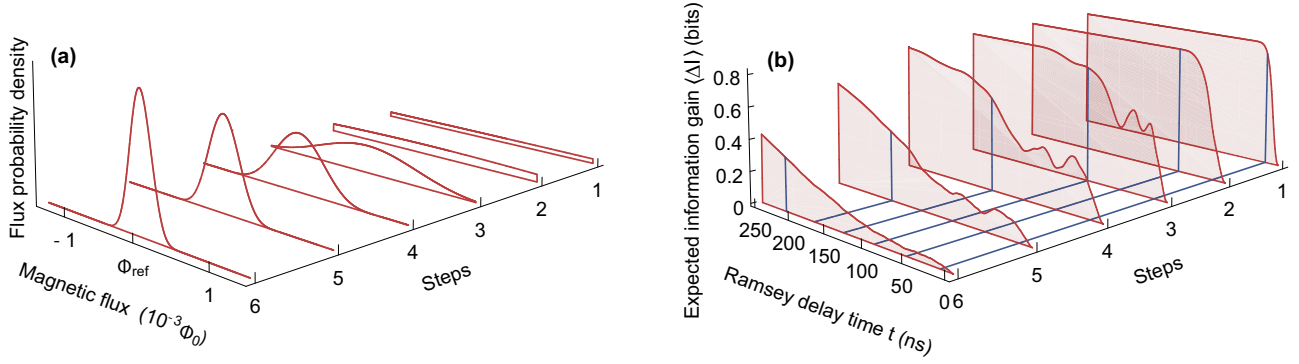 (a)
Flux probability density
- 1
Φref
1
Magnetic flux (10⁻³Φ₀)
6
5
4
3
2
1
Steps
(b)
Expected information gain ⟨ΔI⟩ (bits)
0.8
0.6
0.4
0.2
0
250
200
150
100
50
0
Ramsey delay time t (ns)
6
5
4
3
2
1
Steps